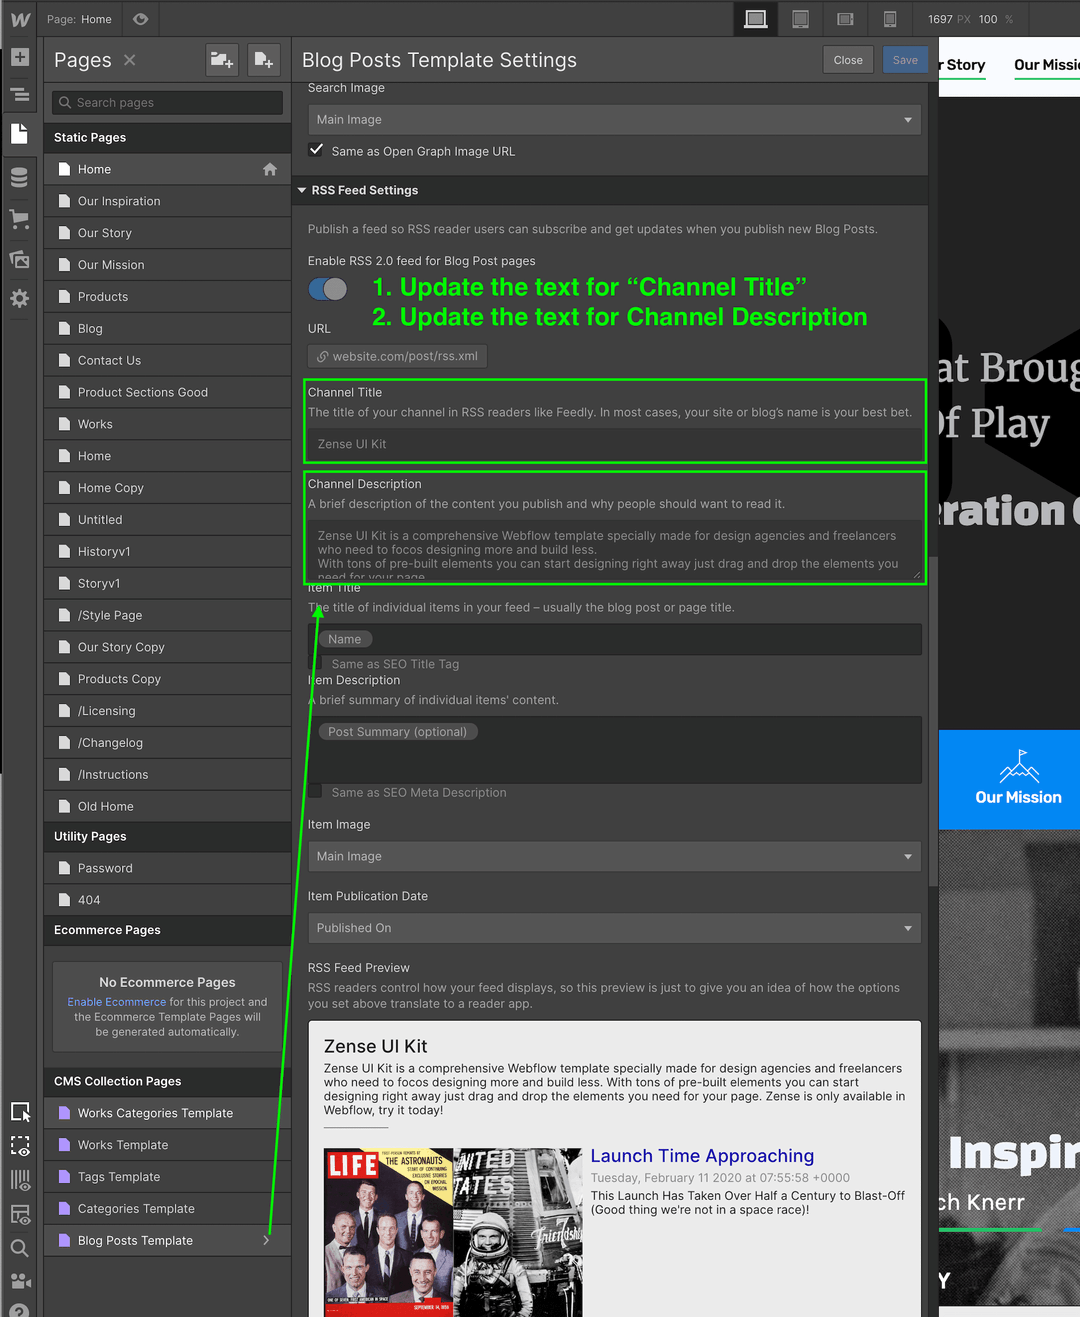 Page: Home
1697 PX 100 %
Pages
Search pages
Static Pages
Home
Our Inspiration
Our Story
Our Mission
Products
Blog
Contact Us
Product Sections Good
Works
Home
Home Copy
Untitled
Historyv1
Storyv1
/Style Page
Our Story Copy
Products Copy
/Licensing
/Changelog
/Instructions
Old Home
Utility Pages
Password
404
Ecommerce Pages
No Ecommerce Pages
Enable Ecommerce for this project and
the Ecommerce Template Pages will
be generated automatically.
CMS Collection Pages
Works Categories Template
Works Template
Tags Template
Categories Template
Blog Posts Template
Blog Posts Template Settings
Close
Save
Search Image
Main Image
Same as Open Graph Image URL
RSS Feed Settings
Publish a feed so RSS reader users can subscribe and get updates when you publish new Blog Posts.
Enable RSS 2.0 feed for Blog Post pages
1. Update the text for “Channel Title”
2. Update the text for Channel Description
URL
website.com/post/rss.xml
Channel Title
The title of your channel in RSS readers like Feedly. In most cases, your site or blog’s name is your best bet.
Zense UI Kit
Channel Description
A brief description of the content you publish and why people should want to read it.
Zense UI Kit is a comprehensive Webflow template specially made for design agencies and freelancers
who need to focos designing more and build less.
With tons of pre-built elements you can start designing right away just drag and drop the elements you
need for your page
Item Title
The title of individual items in your feed – usually the blog post or page title.
Name
Same as SEO Title Tag
Item Description
A brief summary of individual items' content.
Post Summary (optional)
Same as SEO Meta Description
Item Image
Main Image
Item Publication Date
Published On
RSS Feed Preview
RSS readers control how your feed displays, so this preview is just to give you an idea of how the options
you set above translate to a reader app.
Zense UI Kit
Zense UI Kit is a comprehensive Webflow template specially made for design agencies and freelancers
who need to focos designing more and build less. With tons of pre-built elements you can start
designing right away just drag and drop the elements you need for your page. Zense is only available in
Webflow, try it today!
LIFE
THE ASTRONAUTS
SEPTEMBER 14, 1959
NITED
TATES
Friendship
Launch Time Approaching
Tuesday, February 11 2020 at 07:55:58 +0000
This Launch Has Taken Over Half a Century to Blast-Off
(Good thing we're not in a space race)!
r Story
Our Missio
at Broug
Of Play
ration
Our Mission
Inspir
ch Knerr
Y